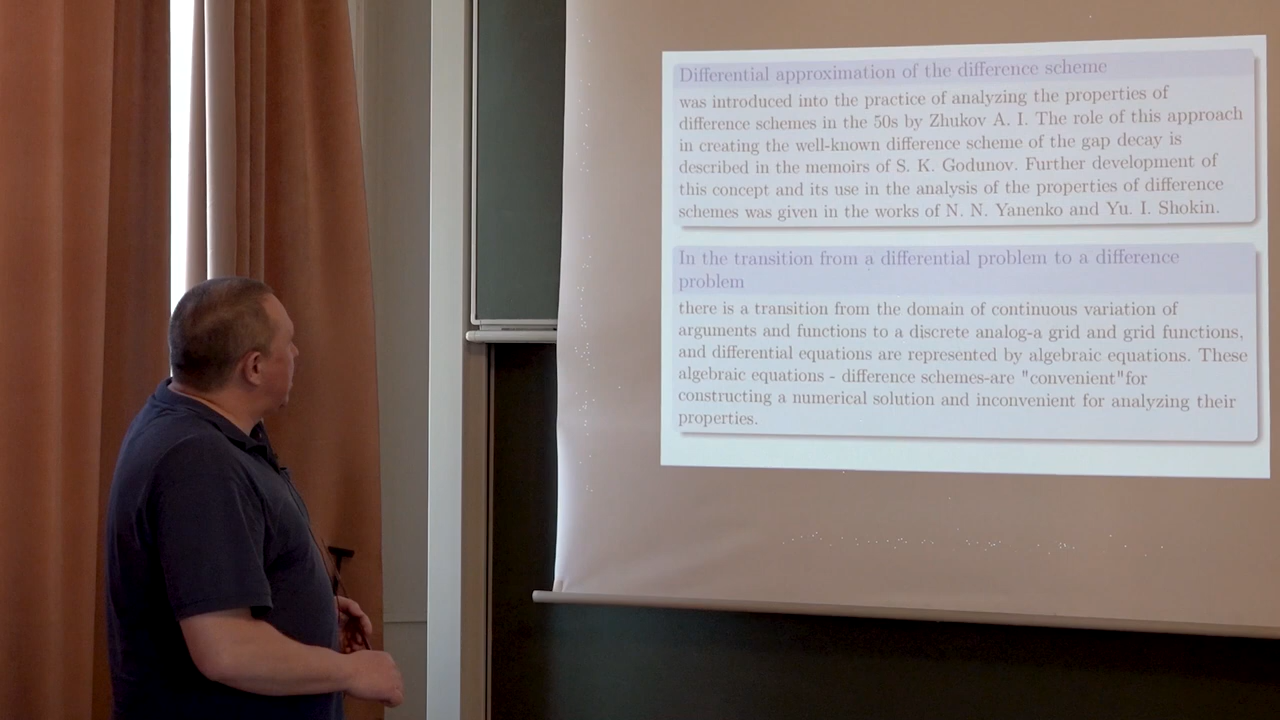 Differential approximation of the difference scheme
was introduced into the practice of analyzing the properties of
difference schemes in the 50s by Zhukov A. I. The role of this approach
in creating the well-known difference scheme of the gap decay is
described in the memoirs of S. K. Godunov. Further development of
this concept and its use in the analysis of the properties of difference
schemes was given in the works of N. N. Yanenko and Yu. I. Shokin.
In the transition from a differential problem to a difference
problem
there is a transition from the domain of continuous variation of
arguments and functions to a discrete analog-a grid and grid functions,
and differential equations are represented by algebraic equations. These
algebraic equations - difference schemes-are "convenient"for
constructing a numerical solution and inconvenient for analyzing their
properties.